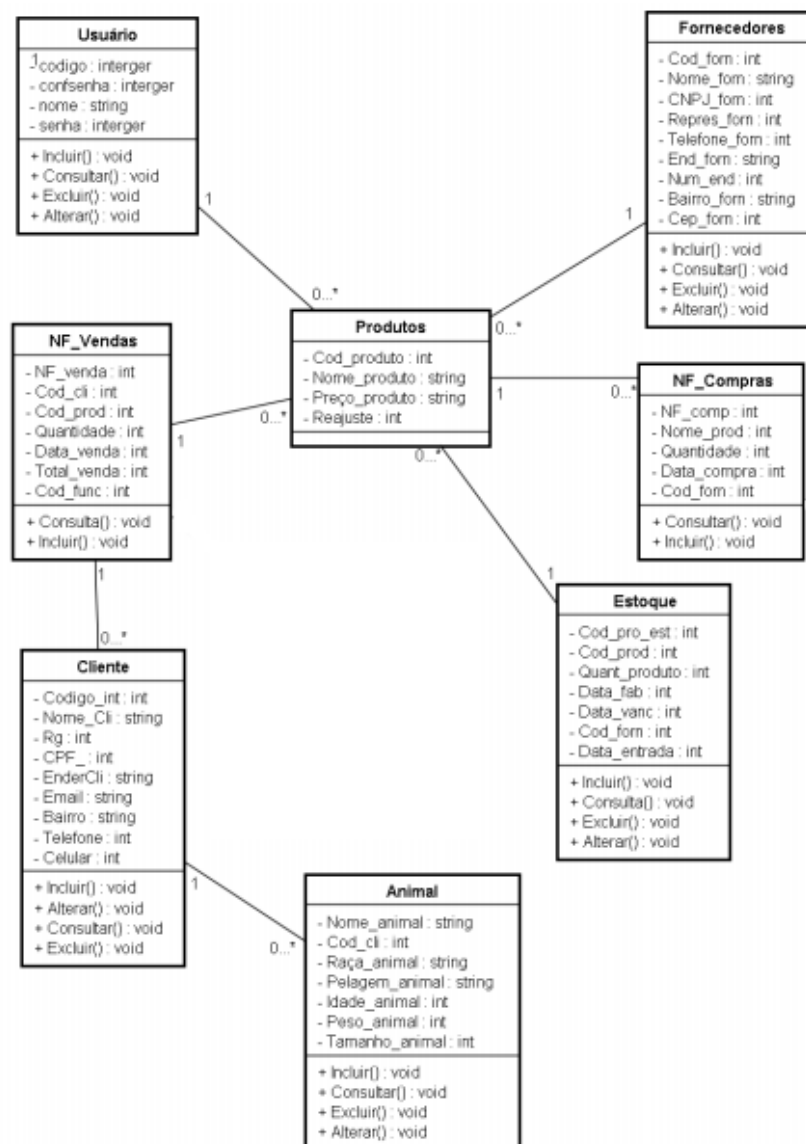 Usuário
1
- codigo : interger
- confsenha : interger
- nome : string
- senha : interger
+ Incluir() : void
+ Consultar() : void
+ Excluir() : void
+ Alterar() : void
1
0...*
Fornecedores
- Cod_forn : int
- Nome_forn : string
- CNPJ_forn : int
- Repres_forn : int
- Telefone_forn : int
- End_forn : string
- Num_end : int
- Bairro_forn : string
- Cep_forn : int
+ Incluir() : void
+ Consultar() : void
+ Excluir() : void
+ Alterar() : void
1
0...*
Produtos
- Cod_produto : int
- Nome_produto : string
- Preço_produto : string
- Reajuste : int
NF_Vendas
- NF_venda : int
- Cod_cli : int
- Cod_prod : int
- Quantidade : int
- Data_venda : int
- Total_venda : int
- Cod_func : int
+ Consulta() : void
+ Incluir() : void
1
0...*
1
0...*
NF_Compras
- NF_comp : int
- Nome_prod : int
- Quantidade : int
- Data_compra : int
- Cod_forn : int
+ Consultar() : void
+ Incluir() : void
1
0...*
0...*
1
Estoque
- Cod_pro_est : int
- Cod_prod : int
- Quant_produto : int
- Data_fab : int
- Data_vanc : int
- Cod_forn : int
- Data_entrada : int
+ Incluir() : void
+ Consulta() : void
+ Excluir() : void
+ Alterar() : void
Cliente
- Codigo_int : int
- Nome_Cli : string
- Rg : int
- CPF_ : int
- EnderCli : string
- Email : string
- Bairro : string
- Telefone : int
- Celular : int
+ Incluir() : void
+ Alterar() : void
+ Consultar() : void
+ Excluir() : void
1
0...*
Animal
- Nome_animal : string
- Cod_cli : int
- Raça_animal : string
- Pelagem_animal : string
- Idade_animal : int
- Peso_animal : int
- Tamanho_animal : int
+ Incluir() : void
+ Consultar() : void
+ Excluir() : void
+ Alterar() : void